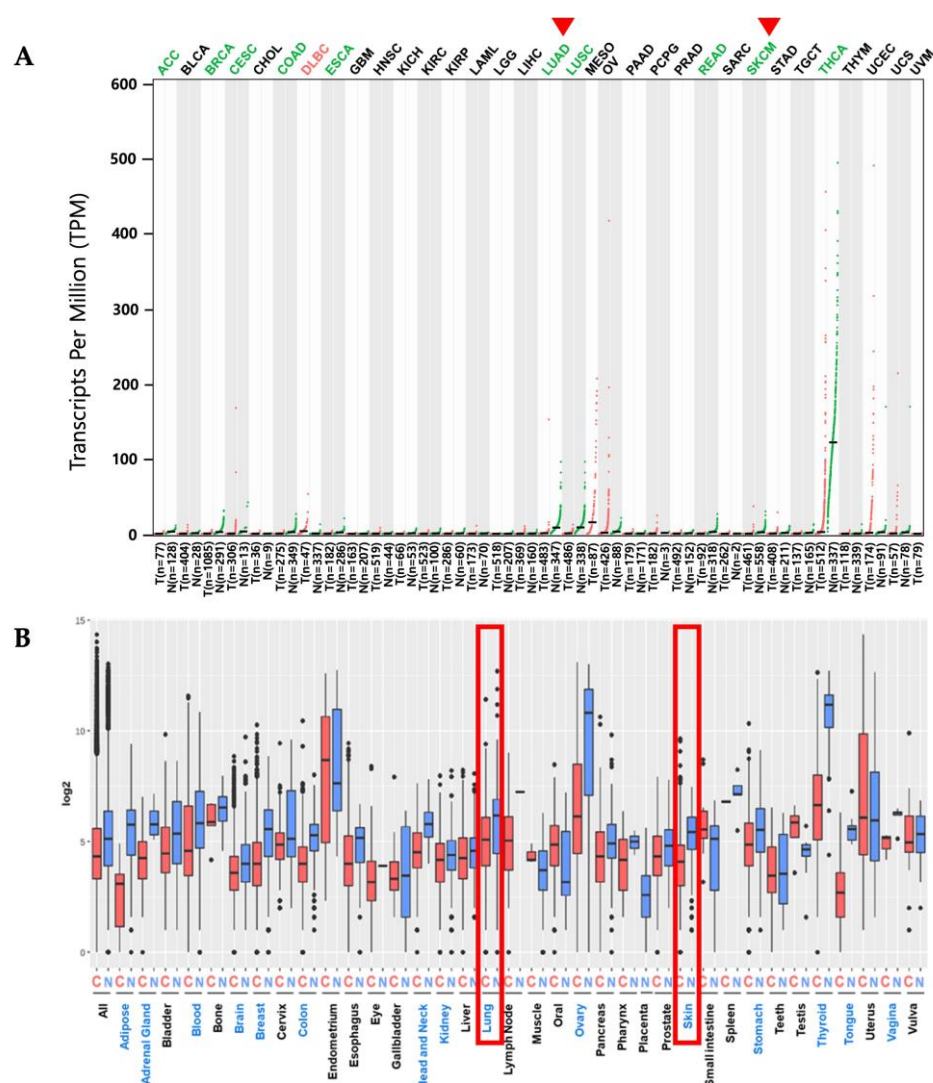 A
ACC BLCA BRCA CESC CHOL COAD DLBC ESCA GBM HNSC KICH KIRC KIRP LAML LGG LIHC LUAD LUSC MESO OV PAAD PCPG PRAD READ SARC SKCM STAD TGCT THCA THYM UCEC UCS UVM
Transcripts Per Million (TPM)
600
500
400
300
200
100
0
T(n=77) N(n=128) T(n=404) N(n=28) T(n=1085) N(n=291) T(n=306) N(n=13) T(n=36) N(n=9) T(n=275) N(n=349) T(n=47) N(n=337) T(n=182) N(n=286) T(n=163) N(n=207) T(n=519) N(n=44) T(n=66) N(n=53) T(n=523) N(n=100) T(n=286) N(n=60) T(n=173) N(n=70) T(n=518) N(n=207) T(n=369) N(n=160) T(n=483) N(n=347) T(n=486) N(n=338) T(n=87) T(n=426) N(n=88) T(n=179) N(n=171) T(n=182) N(n=3) T(n=492) N(n=152) T(n=92) N(n=318) T(n=262) N(n=2) T(n=461) N(n=558) T(n=408) N(n=211) T(n=137) N(n=165) T(n=512) N(n=337) T(n=118) N(n=339) T(n=174) N(n=91) T(n=57) N(n=78) T(n=79)
B
log2
15
10
5
0
C N C N C N C N C N C N C N C N C N C N C N C N C N C N C N C N C N C N C N C N C N C N C N C N C N C N C N C N C N C N C N C N C N C N C N C N C N
All Adipose Adrenal Gland Bladder Blood Bone Brain Breast Cervix Colon Endometrium Esophagus Eye Gallbladder Head and Neck Kidney Liver Lung Lymph Node Muscle Oral Ovary Pancreas Pharynx Placenta Prostate Skin Small intestine Spleen Stomach Teeth Testis Thyroid Tongue Uterus Vagina Vulva